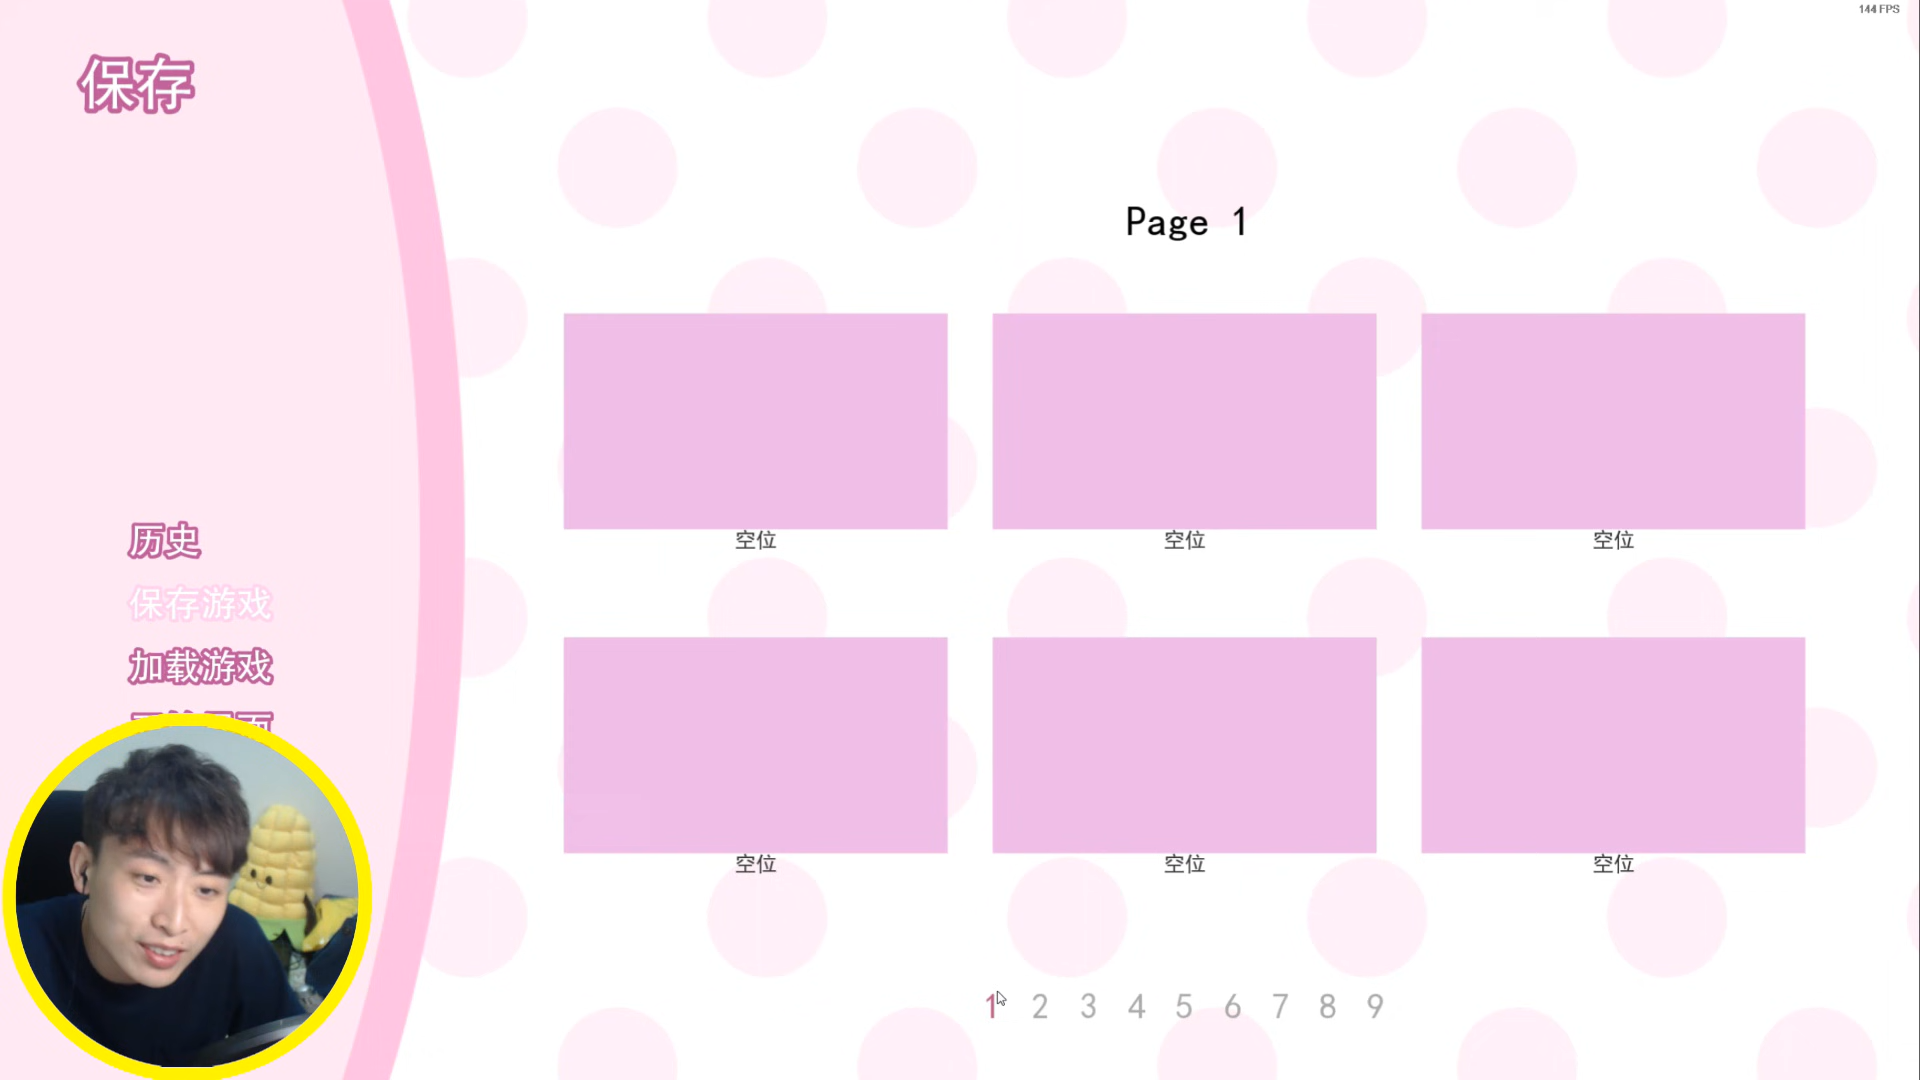 144 FPS
保存
Page 1
空位 空位 空位
历史
保存游戏
加载游戏
空位 空位 空位
1 2 3 4 5 6 7 8 9